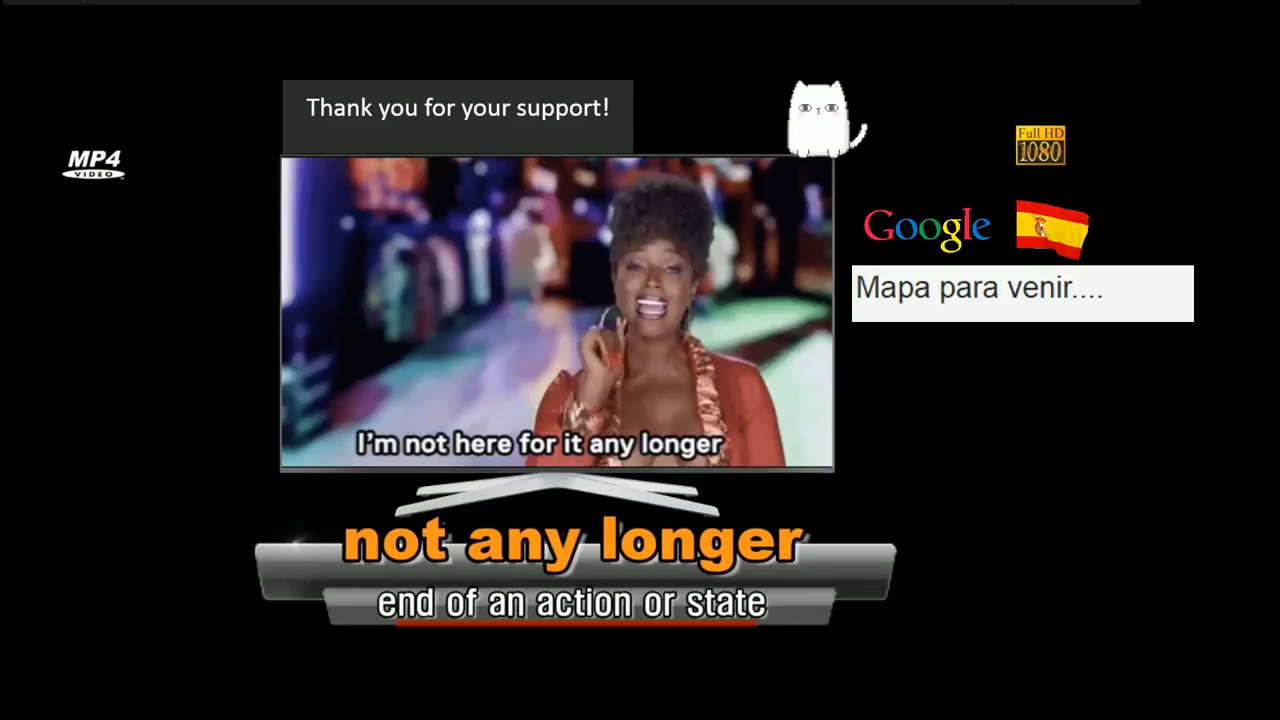 Thank you for your support!
MP4
VIDEO
Full HD
1080
Google
Mapa para venir....
I'm not here for it any longer
not any longer
end of an action or state